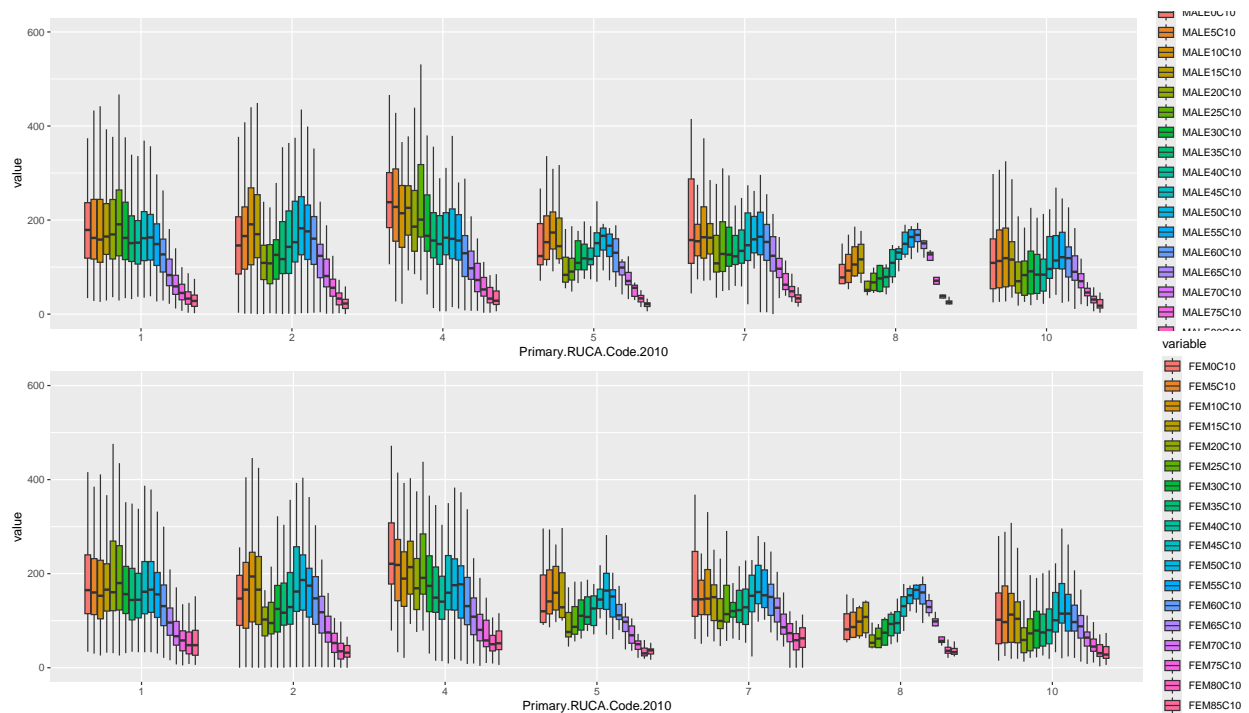 600
400
200
0
value
1 2 4 5 7 8 10
Primary.RUCA.Code.2010
MALE0C10
MALE5C10
MALE10C10
MALE15C10
MALE20C10
MALE25C10
MALE30C10
MALE35C10
MALE40C10
MALE45C10
MALE50C10
MALE55C10
MALE60C10
MALE65C10
MALE70C10
MALE75C10
600
400
200
0
value
1 2 4 5 7 8 10
Primary.RUCA.Code.2010
variable
FEM0C10
FEM5C10
FEM10C10
FEM15C10
FEM20C10
FEM25C10
FEM30C10
FEM35C10
FEM40C10
FEM45C10
FEM50C10
FEM55C10
FEM60C10
FEM65C10
FEM70C10
FEM75C10
FEM80C10
FEM85C10